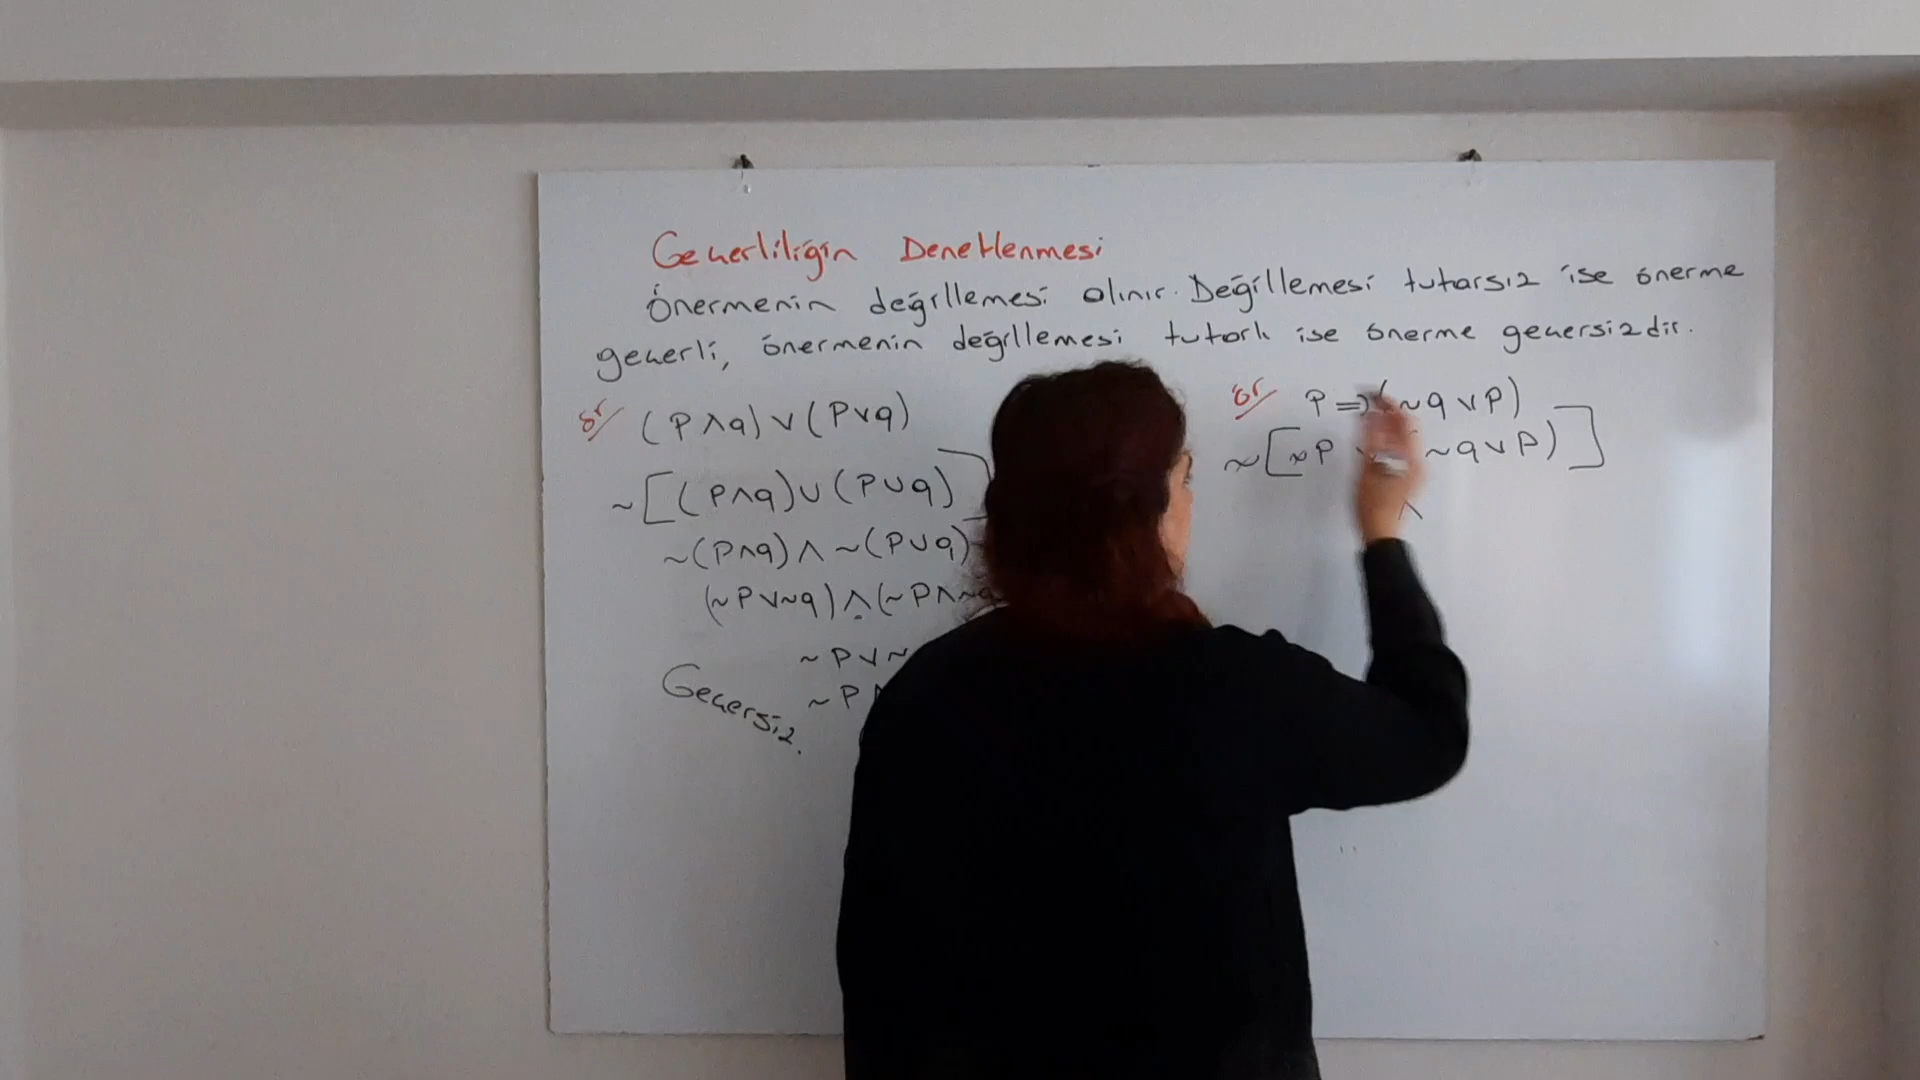 Geçerliliğin Denetlenmesi
Önermenin değillemesi alınır. Değillemesi tutarsız ise önerme
geçerli, önermenin değillemesi tutarlı ise önerme geçersizdir.
ör (P∧q)∨(P∨q)
~[(P∧q)∨(P∨q)
~(P∧q)∧~(P∨q)
(~P∨~q)∧(~P∧~q
~P∨~
~P∧
Geçersiz.
ör P⇒(~q∨P)
~[~P ∨ (~q∨P)]
∧